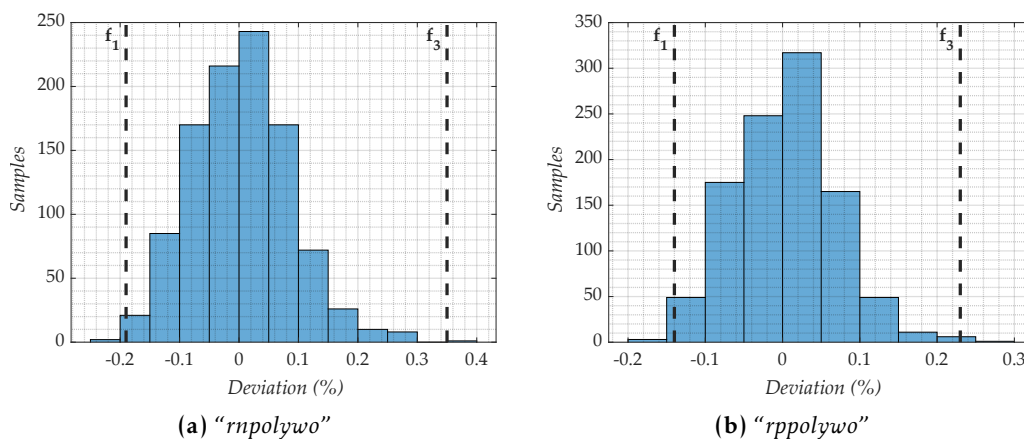 250
200
150
100
50
0
Samples
f1
f3
-0.2 -0.1 0 0.1 0.2 0.3 0.4
Deviation (%)
(a) "rnpolywo"
350
300
250
200
150
100
50
0
Samples
f1
f3
-0.2 -0.1 0 0.1 0.2 0.3
Deviation (%)
(b) "rppolywo"